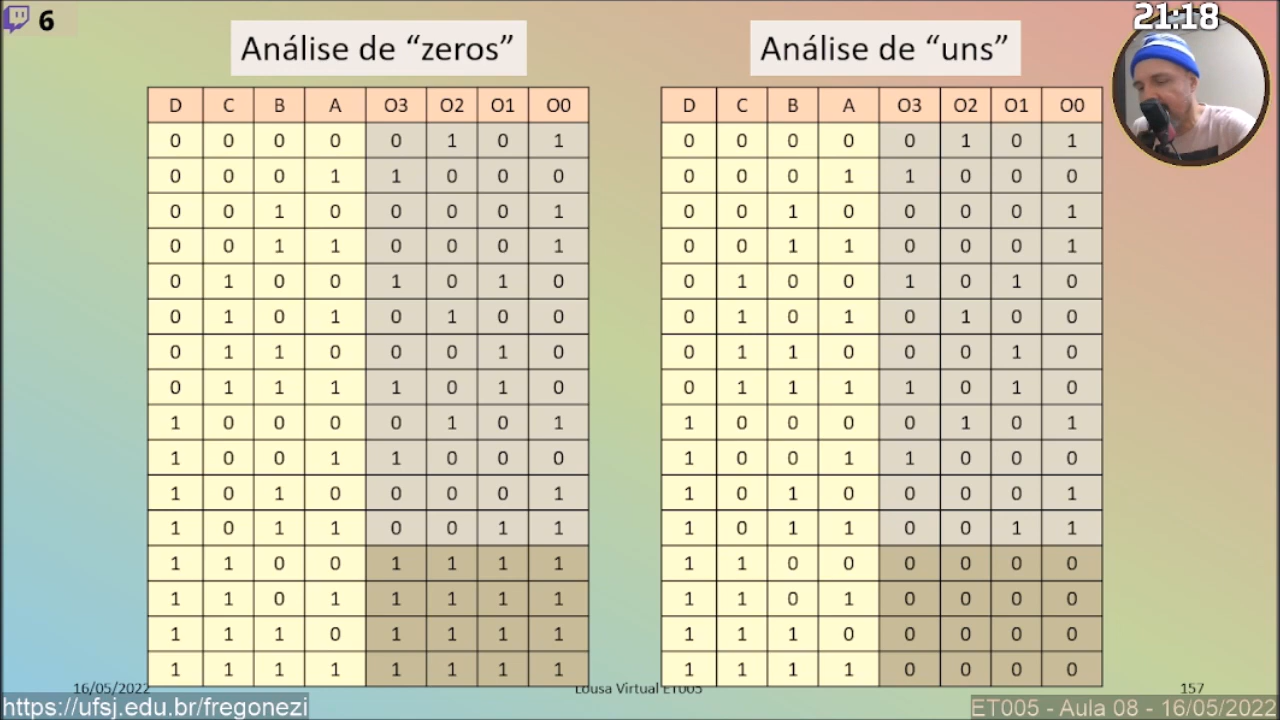 6
21:18
Análise de “zeros”
Análise de “uns”
D C B A O3 O2 O1 O0
0 0 0 0 0 1 0 1
0 0 0 1 1 0 0 0
0 0 1 0 0 0 0 1
0 0 1 1 0 0 0 1
0 1 0 0 1 0 1 0
0 1 0 1 0 1 0 0
0 1 1 0 0 0 1 0
0 1 1 1 1 0 1 0
1 0 0 0 0 1 0 1
1 0 0 1 1 0 0 0
1 0 1 0 0 0 0 1
1 0 1 1 0 0 1 1
1 1 0 0 1 1 1 1
1 1 0 1 1 1 1 1
1 1 1 0 1 1 1 1
1 1 1 1 1 1 1 1
D C B A O3 O2 O1 O0
0 0 0 0 0 1 0 1
0 0 0 1 1 0 0 0
0 0 1 0 0 0 0 1
0 0 1 1 0 0 0 1
0 1 0 0 1 0 1 0
0 1 0 1 0 1 0 0
0 1 1 0 0 0 1 0
0 1 1 1 1 0 1 0
1 0 0 0 0 1 0 1
1 0 0 1 1 0 0 0
1 0 1 0 0 0 0 1
1 0 1 1 0 0 1 1
1 1 0 0 0 0 0 0
1 1 0 1 0 0 0 0
1 1 1 0 0 0 0 0
1 1 1 1 0 0 0 0
16/05/2022
Lousa Virtual ET005
157
https://ufsj.edu.br/fregonezi
ET005 - Aula 08 - 16/05/2022